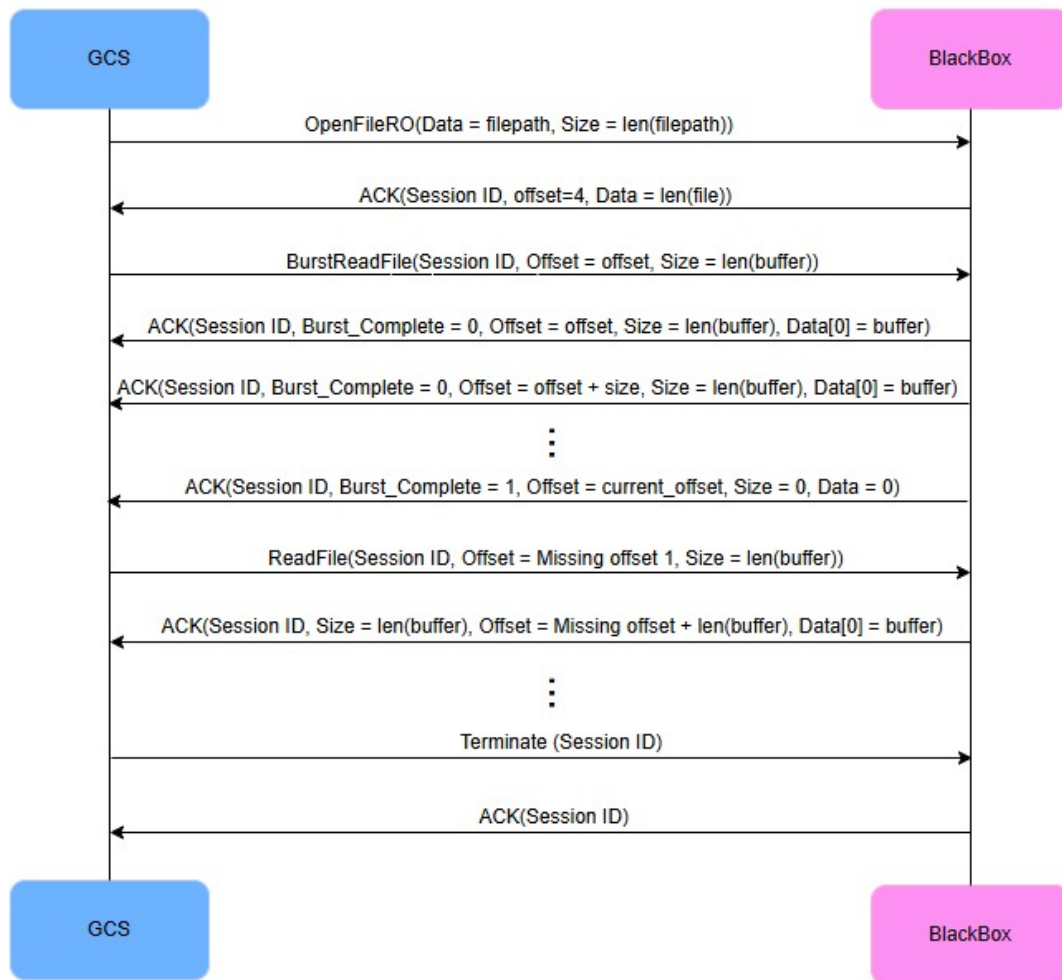 GCS
BlackBox
OpenFileRO(Data = filepath, Size = len(filepath))
ACK(Session ID, offset=4, Data = len(file))
BurstReadFile(Session ID, Offset = offset, Size = len(buffer))
ACK(Session ID, Burst_Complete = 0, Offset = offset, Size = len(buffer), Data[0] = buffer)
ACK(Session ID, Burst_Complete = 0, Offset = offset + size, Size = len(buffer), Data[0] = buffer)
ACK(Session ID, Burst_Complete = 1, Offset = current_offset, Size = 0, Data = 0)
ReadFile(Session ID, Offset = Missing offset 1, Size = len(buffer))
ACK(Session ID, Size = len(buffer), Offset = Missing offset + len(buffer), Data[0] = buffer)
Terminate (Session ID)
ACK(Session ID)
GCS
BlackBox